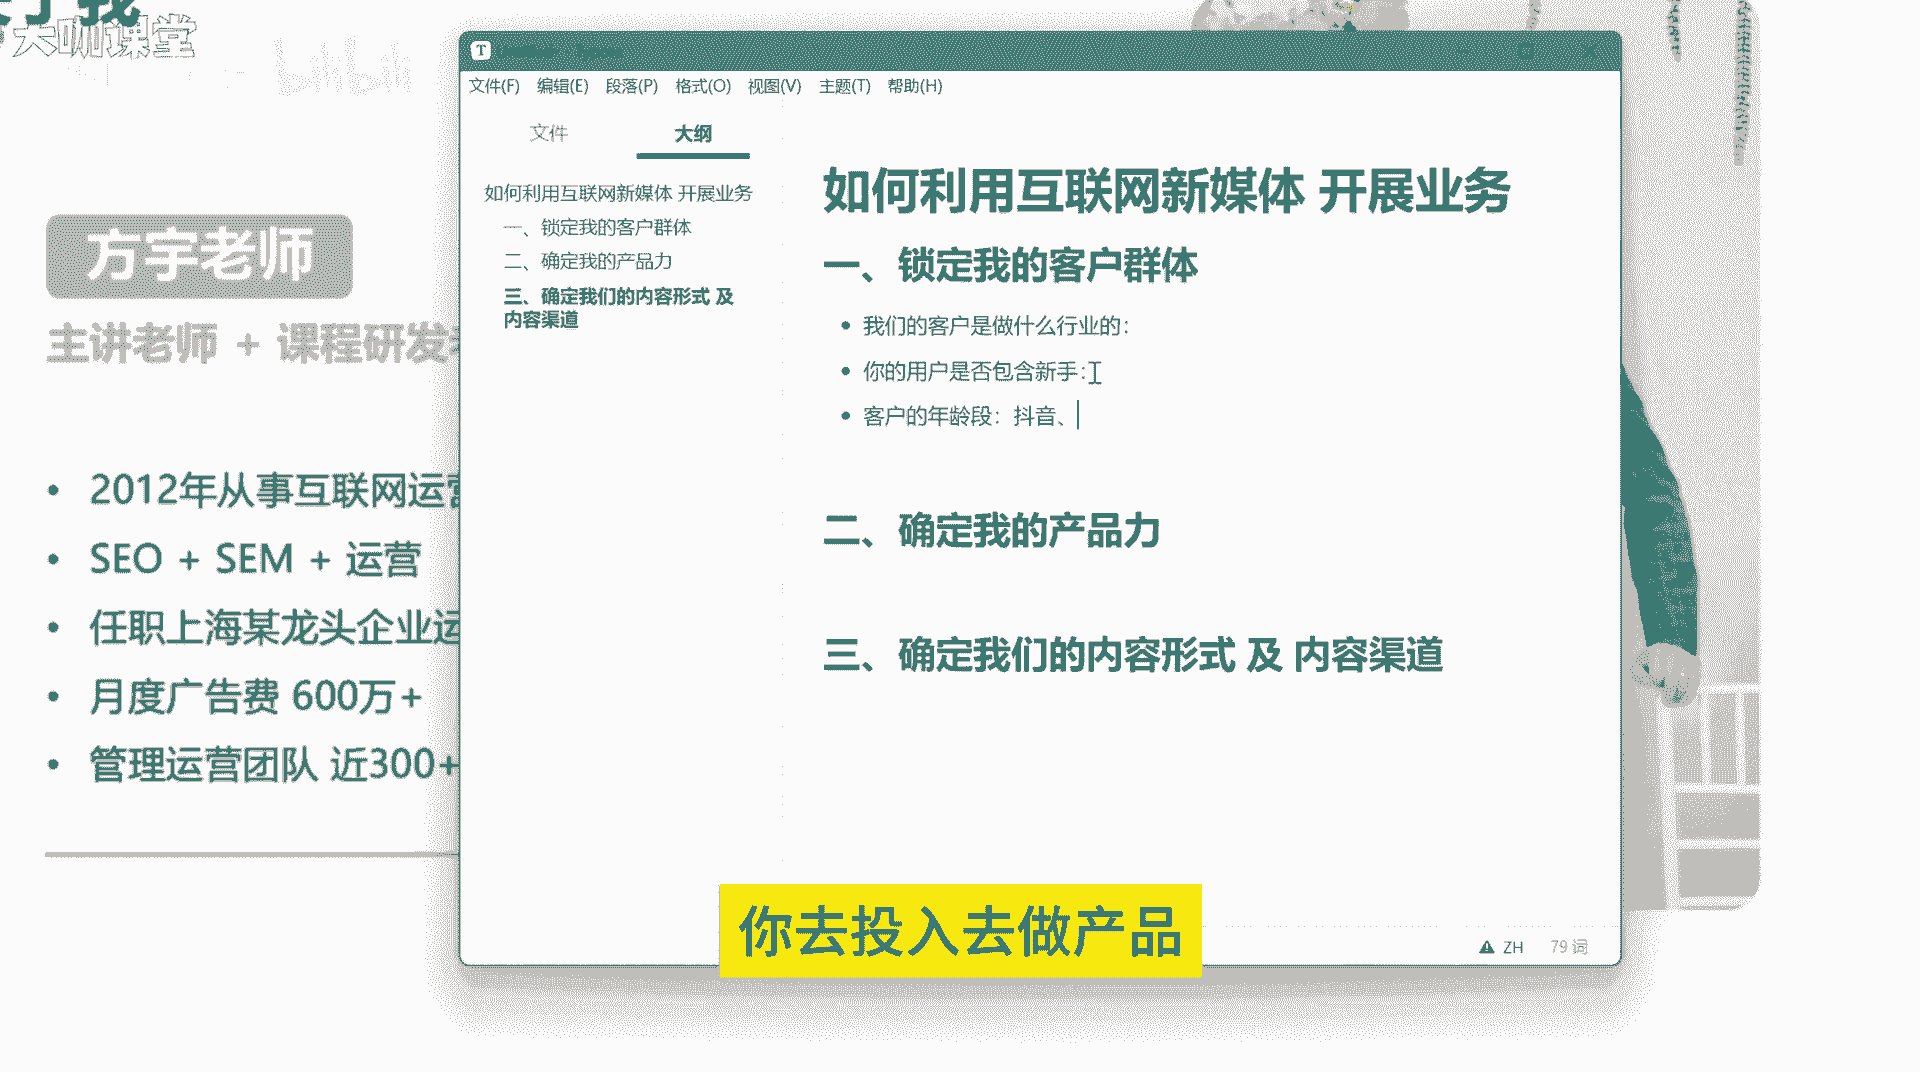 大咖课堂
bilibili
方宇老师
主讲老师 + 课程研发
2012年从事互联网运营
SEO + SEM + 运营
任职上海某龙头企业运
月度广告费 600万+
管理运营团队 近300+
T
文件(F) 编辑(E) 段落(P) 格式(O) 视图(V) 主题(T) 帮助(H)
文件 大纲
如何利用互联网新媒体 开展业务
一、锁定我的客户群体
二、确定我的产品力
三、确定我们的内容形式 及
内容渠道
如何利用互联网新媒体 开展业务
一、锁定我的客户群体
我们的客户是做什么行业的：
你的用户是否包含新手：
客户的年龄段：抖音、
二、确定我的产品力
三、确定我们的内容形式 及 内容渠道
ZH 79 词
你去投入去做产品